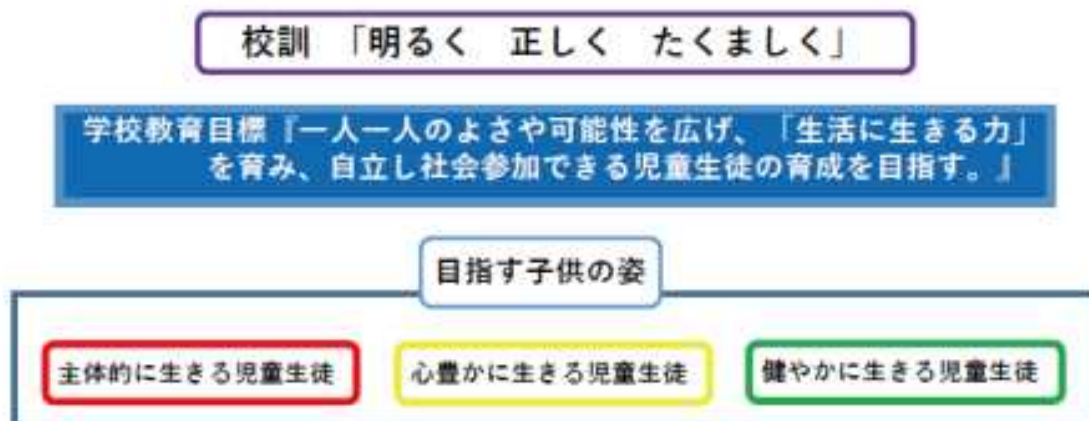 校訓　「明るく　正しく　たくましく」
学校教育目標『一人一人のよさや可能性を広げ、「生活に生きる力」
を育み、自立し社会参加できる児童生徒の育成を目指す。』
目指す子供の姿
主体的に生きる児童生徒
心豊かに生きる児童生徒
健やかに生きる児童生徒